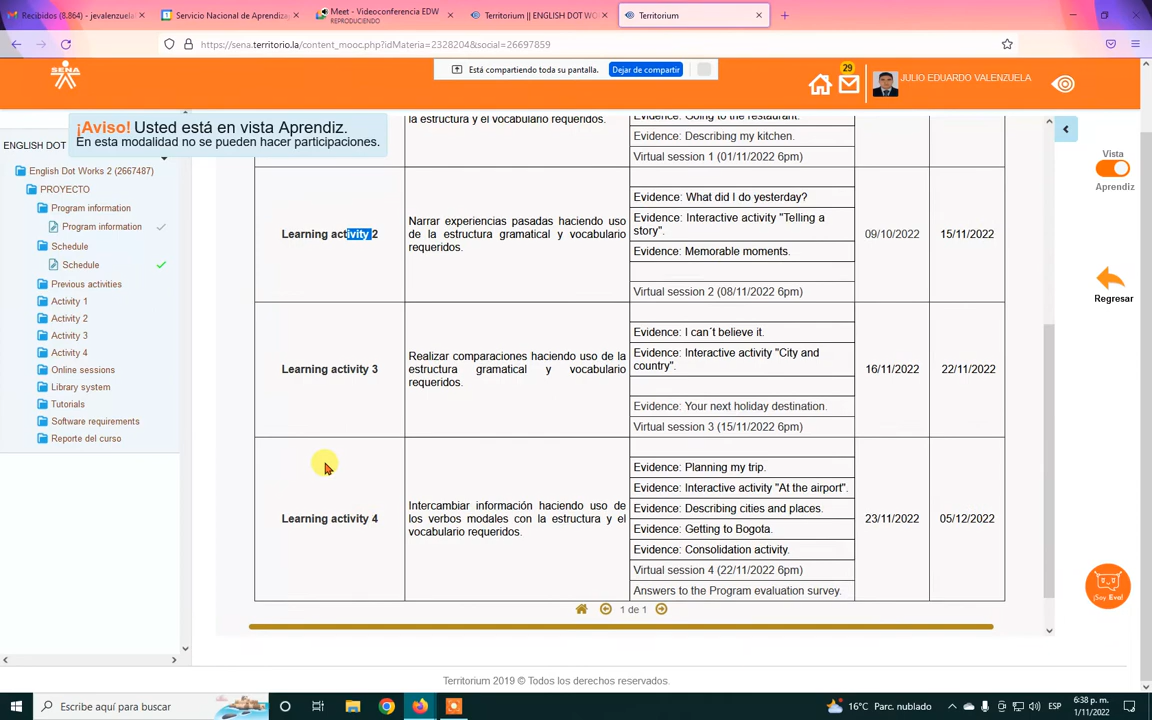 Recibidos (8.864) - jevalenzuela
Servicio Nacional de Aprendizaj
Meet - Videoconferencia EDW
REPRODUCIENDO
Territorium || ENGLISH DOT WO
Territorium
https://sena.territorio.la/content_mooc.php?idMateria=2328204&social=26697859
Está compartiendo toda su pantalla.
Dejar de compartir
SENA
29
JULIO EDUARDO VALENZUELA
¡Aviso! Usted está en vista Aprendiz.
En esta modalidad no se pueden hacer participaciones.
ENGLISH DOT
English Dot Works 2 (2667487)
PROYECTO
Program information
Program information
Schedule
Schedule
Previous activities
Activity 1
Activity 2
Activity 3
Activity 4
Online sessions
Library system
Tutorials
Software requirements
Reporte del curso
la estructura y el vocabulario requeridos.
Evidence: Going to the restaurant.
Evidence: Describing my kitchen.
Virtual session 1 (01/11/2022 6pm)
Learning activity 2
Narrar experiencias pasadas haciendo uso
de la estructura gramatical y vocabulario
requeridos.
Evidence: What did I do yesterday?
Evidence: Interactive activity "Telling a
story".
Evidence: Memorable moments.
Virtual session 2 (08/11/2022 6pm)
09/10/2022
15/11/2022
Learning activity 3
Realizar comparaciones haciendo uso de la
estructura gramatical y vocabulario
requeridos.
Evidence: I can´t believe it.
Evidence: Interactive activity "City and
country".
Evidence: Your next holiday destination.
Virtual session 3 (15/11/2022 6pm)
16/11/2022
22/11/2022
Learning activity 4
Intercambiar información haciendo uso de
los verbos modales con la estructura y el
vocabulario requeridos.
Evidence: Planning my trip.
Evidence: Interactive activity "At the airport".
Evidence: Describing cities and places.
Evidence: Getting to Bogota.
Evidence: Consolidation activity.
Virtual session 4 (22/11/2022 6pm)
Answers to the Program evaluation survey.
23/11/2022
05/12/2022
1 de 1
Vista
Aprendiz
Regresar
¡Soy Eva!
Territorium 2019 © Todos los derechos reservados.
Escribe aquí para buscar
16°C Parc. nublado
ESP
6:38 p. m.
1/11/2022